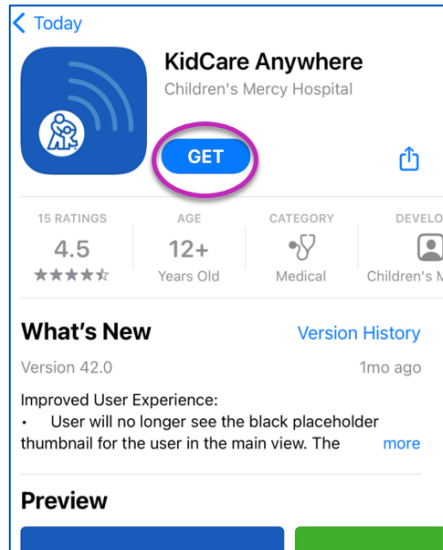 Today
KidCare Anywhere
Children's Mercy Hospital
GET
15 RATINGS
AGE
CATEGORY
DEVELO
4.5
12+
Years Old
Medical
Children's M
What's New
Version History
Version 42.0
1mo ago
Improved User Experience:
• User will no longer see the black placeholder
thumbnail for the user in the main view. The more
Preview